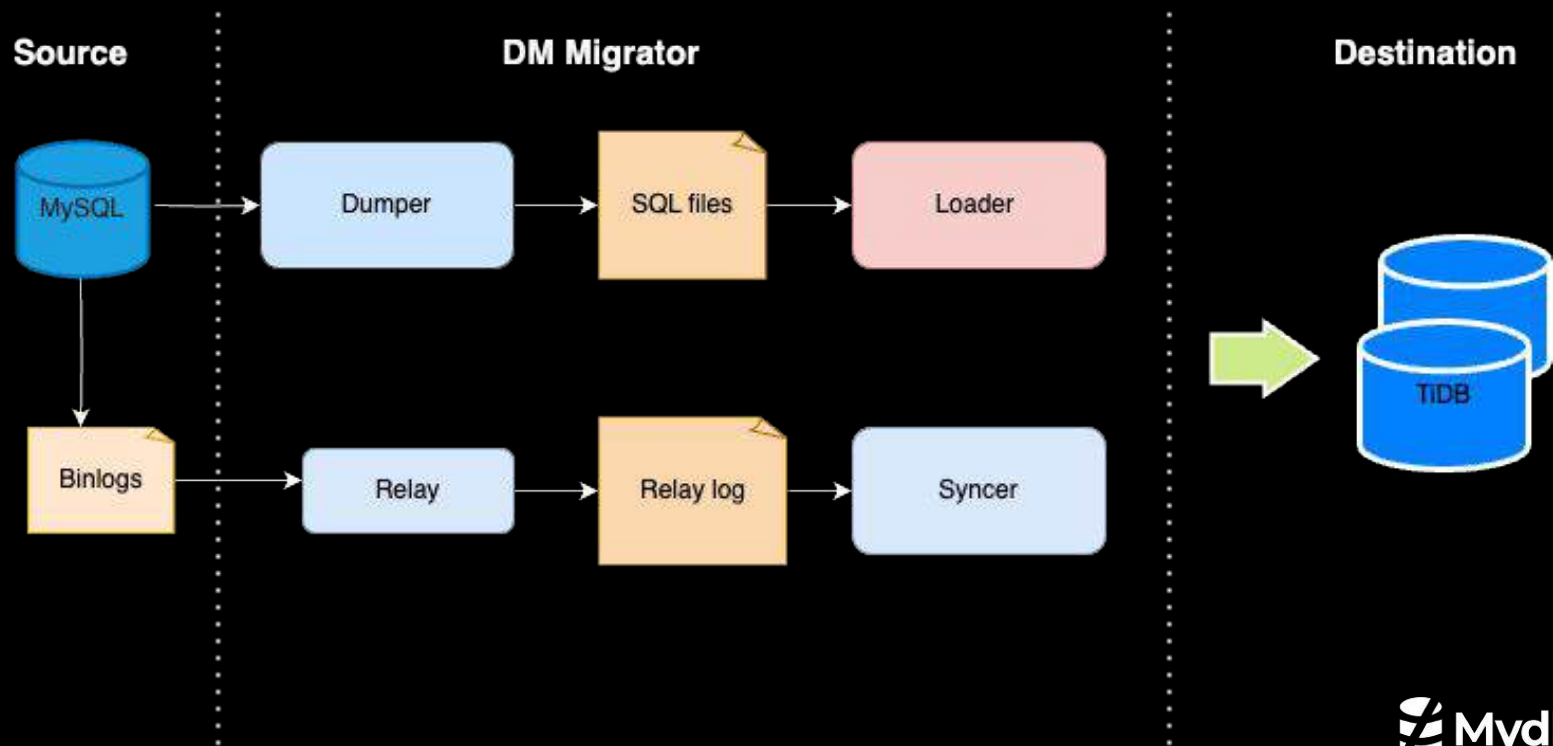 Source
DM Migrator
Destination
MySQL
Dumper
SQL files
Loader
TiDB
Binlogs
Relay
Relay log
Syncer
Myd